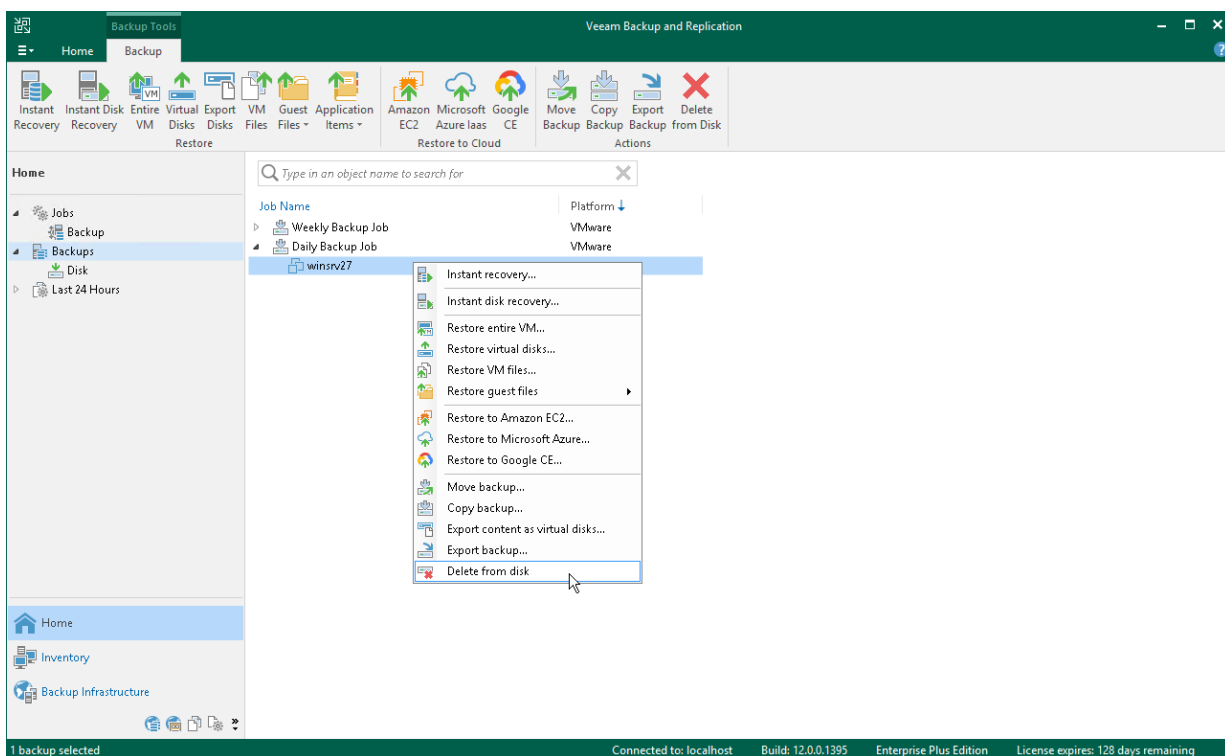 Backup Tools
Veeam Backup and Replication
Home Backup
Instant Recovery
Instant Disk Recovery
Entire VM
Virtual Disks
Export Disks
VM Files
Guest Files
Application Items
Restore
Amazon EC2
Microsoft Azure Iaas
Google CE
Restore to Cloud
Move Backup
Copy Backup
Export Backup
Delete from Disk
Actions
Home
Jobs
Backup
Backups
Disk
Last 24 Hours
Type in an object name to search for
Job Name Platform
Weekly Backup Job VMware
Daily Backup Job VMware
winsrv27
Instant recovery...
Instant disk recovery...
Restore entire VM...
Restore virtual disks...
Restore VM files...
Restore guest files
Restore to Amazon EC2...
Restore to Microsoft Azure...
Restore to Google CE...
Move backup...
Copy backup...
Export content as virtual disks...
Export backup...
Delete from disk
Home
Inventory
Backup Infrastructure
1 backup selected Connected to: localhost Build: 12.0.0.1395 Enterprise Plus Edition License expires: 128 days remaining